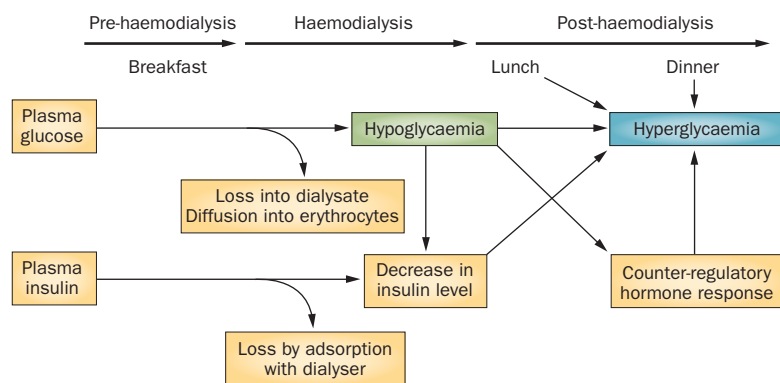 Pre-haemodialysis
Haemodialysis
Post-haemodialysis
Breakfast
Lunch
Dinner
Plasma
glucose
Hypoglycaemia
Hyperglycaemia
Loss into dialysate
Diffusion into erythrocytes
Plasma
insulin
Decrease in
insulin level
Counter-regulatory
hormone response
Loss by adsorption
with dialyser